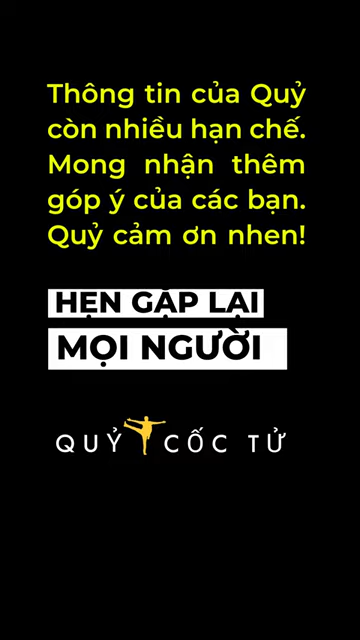 Thông tin của Quỷ
còn nhiều hạn chế.
Mong nhận thêm
góp ý của các bạn.
Quỷ cảm ơn nhen!
HẸN GẶP LẠI
MỌI NGƯỜI
QUỶ CỐC TỬ